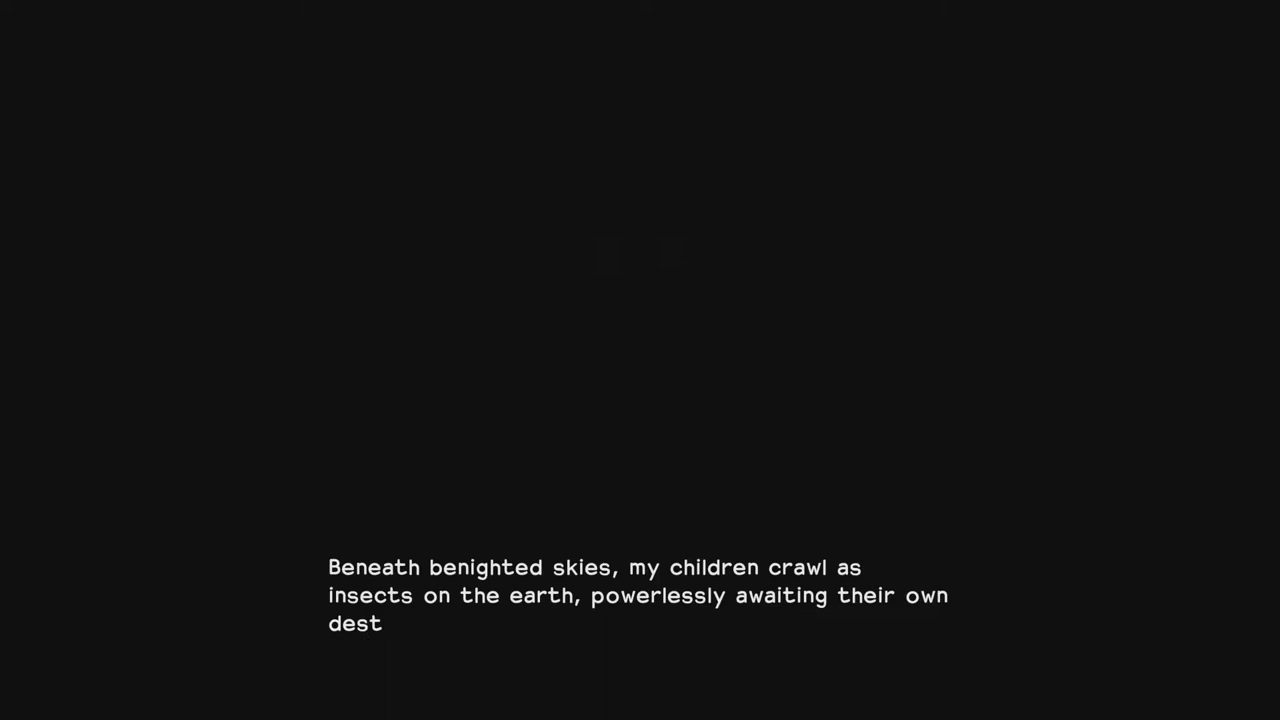 Beneath benighted skies, my children crawl as
insects on the earth, powerlessly awaiting their own
dest